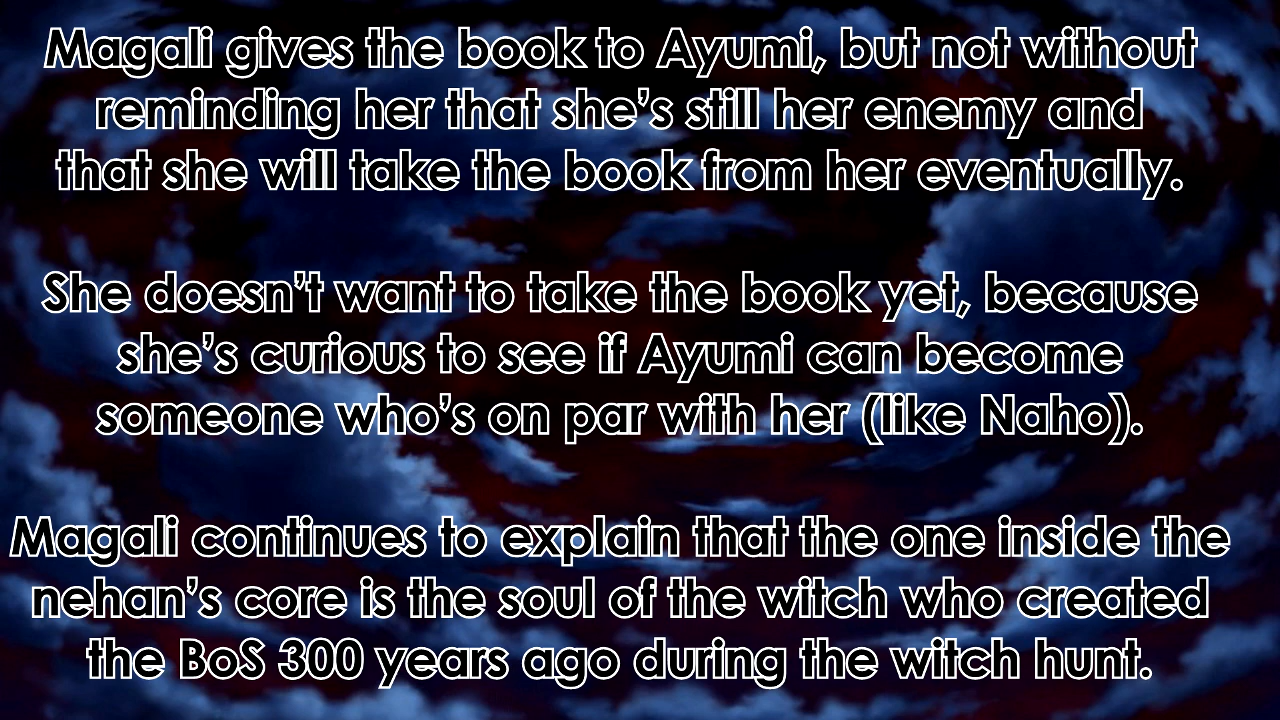 Magali gives the book to Ayumi, but not without
reminding her that she’s still her enemy and
that she will take the book from her eventually.
She doesn’t want to take the book yet, because
she’s curious to see if Ayumi can become
someone who’s on par with her (like Naho).
Magali continues to explain that the one inside the
nehan’s core is the soul of the witch who created
the BoS 300 years ago during the witch hunt.